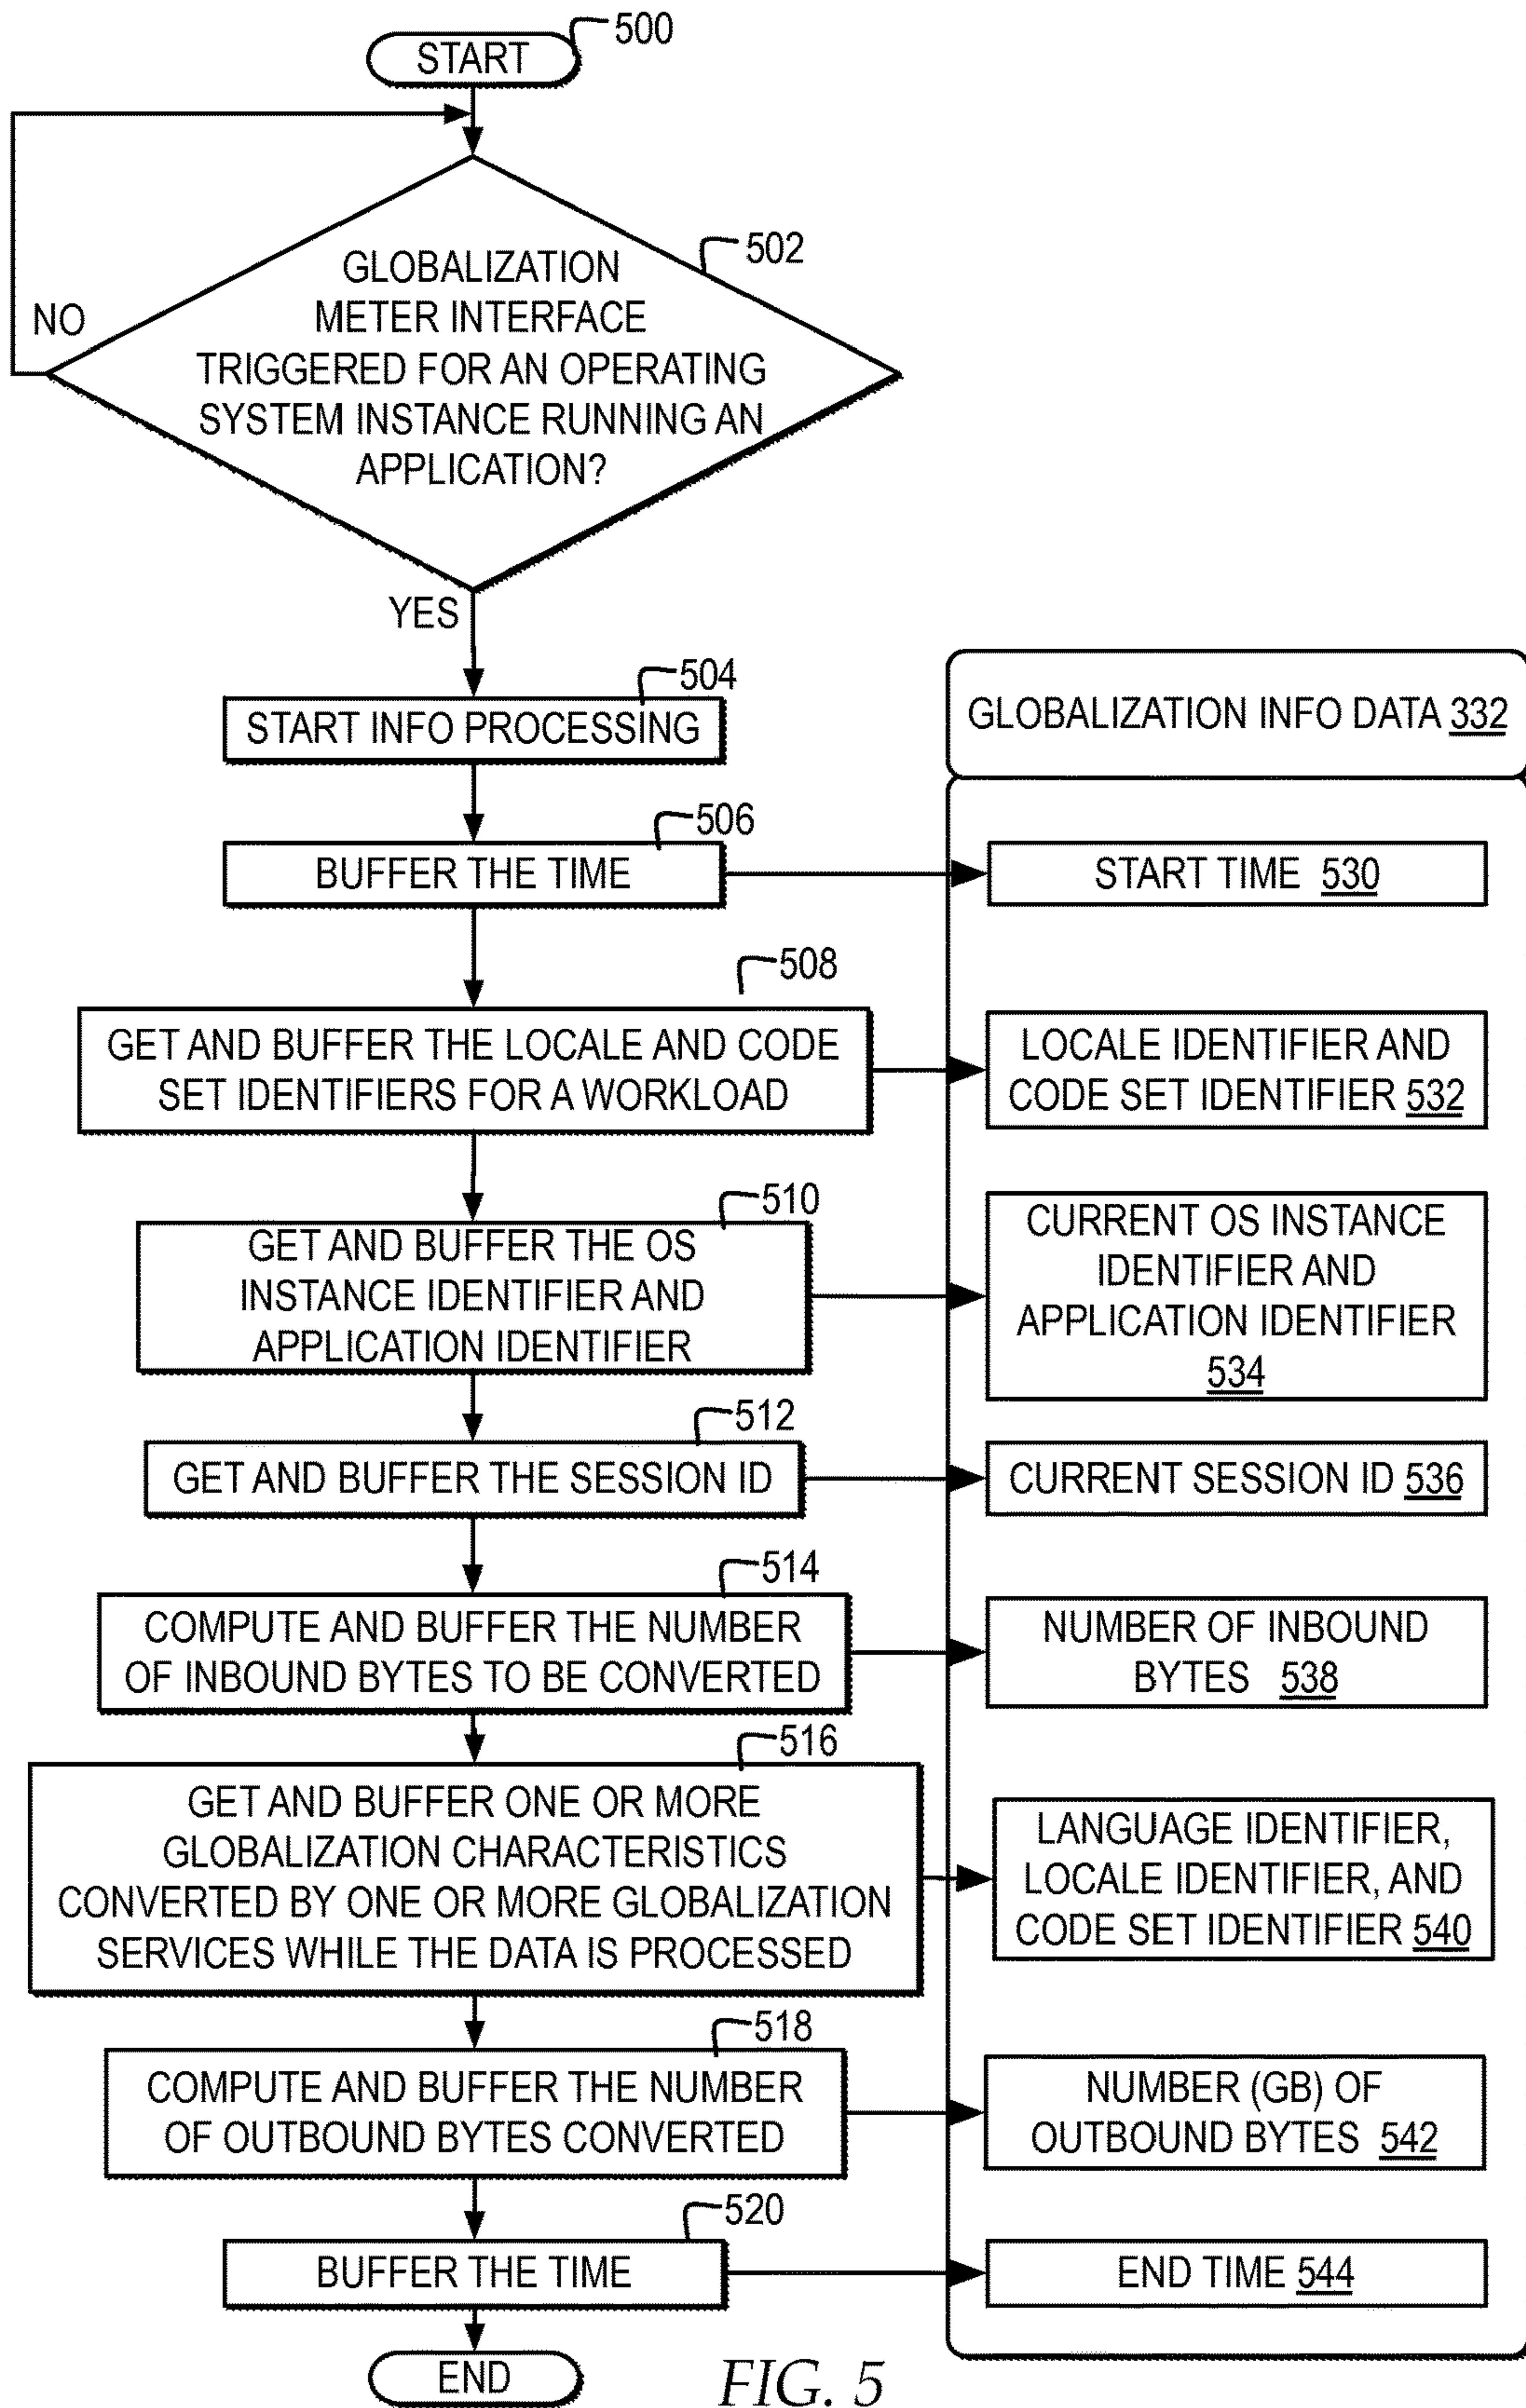 START
500
GLOBALIZATION
METER INTERFACE
TRIGGERED FOR AN OPERATING
SYSTEM INSTANCE RUNNING AN
APPLICATION?
502
NO
YES
504
START INFO PROCESSING
GLOBALIZATION INFO DATA 332
506
BUFFER THE TIME
START TIME 530
508
GET AND BUFFER THE LOCALE AND CODE
SET IDENTIFIERS FOR A WORKLOAD
LOCALE IDENTIFIER AND
CODE SET IDENTIFIER 532
510
GET AND BUFFER THE OS
INSTANCE IDENTIFIER AND
APPLICATION IDENTIFIER
CURRENT OS INSTANCE
IDENTIFIER AND
APPLICATION IDENTIFIER
534
512
GET AND BUFFER THE SESSION ID
CURRENT SESSION ID 536
514
COMPUTE AND BUFFER THE NUMBER
OF INBOUND BYTES TO BE CONVERTED
NUMBER OF INBOUND
BYTES 538
516
GET AND BUFFER ONE OR MORE
GLOBALIZATION CHARACTERISTICS
CONVERTED BY ONE OR MORE GLOBALIZATION
SERVICES WHILE THE DATA IS PROCESSED
LANGUAGE IDENTIFIER,
LOCALE IDENTIFIER, AND
CODE SET IDENTIFIER 540
518
COMPUTE AND BUFFER THE NUMBER
OF OUTBOUND BYTES CONVERTED
NUMBER (GB) OF
OUTBOUND BYTES 542
520
BUFFER THE TIME
END TIME 544
END
FIG. 5